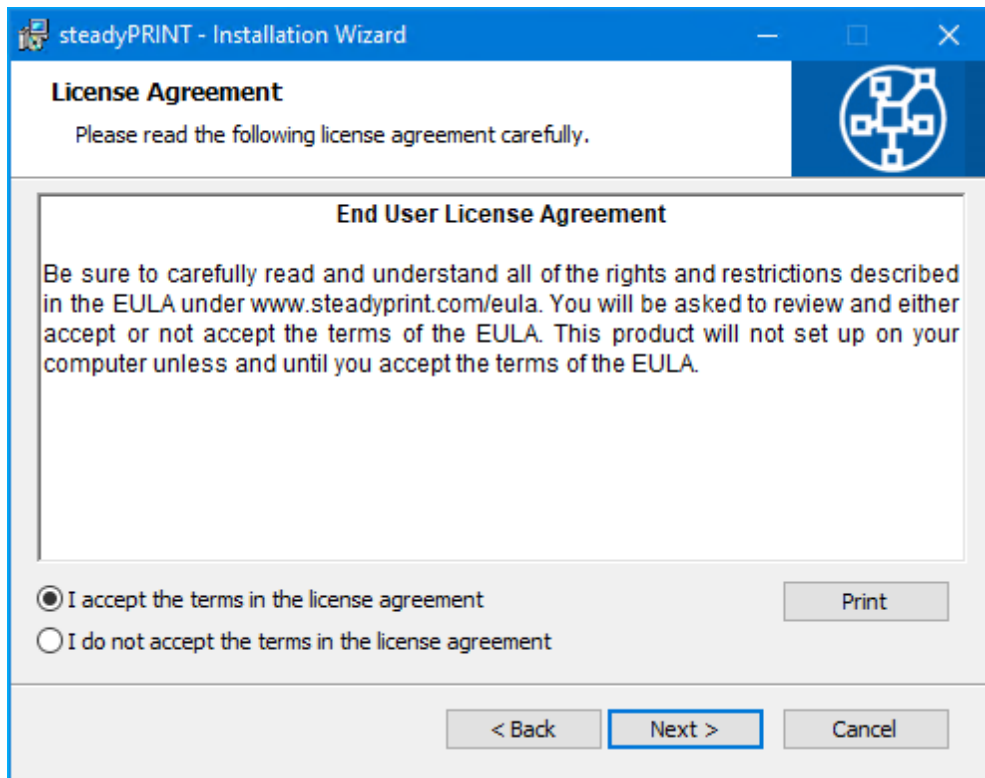 steadyPRINT - Installation Wizard
License Agreement
Please read the following license agreement carefully.
End User License Agreement
Be sure to carefully read and understand all of the rights and restrictions described
in the EULA under www.steadyprint.com/eula. You will be asked to review and either
accept or not accept the terms of the EULA. This product will not set up on your
computer unless and until you accept the terms of the EULA.
I accept the terms in the license agreement
Print
I do not accept the terms in the license agreement
< Back
Next >
Cancel